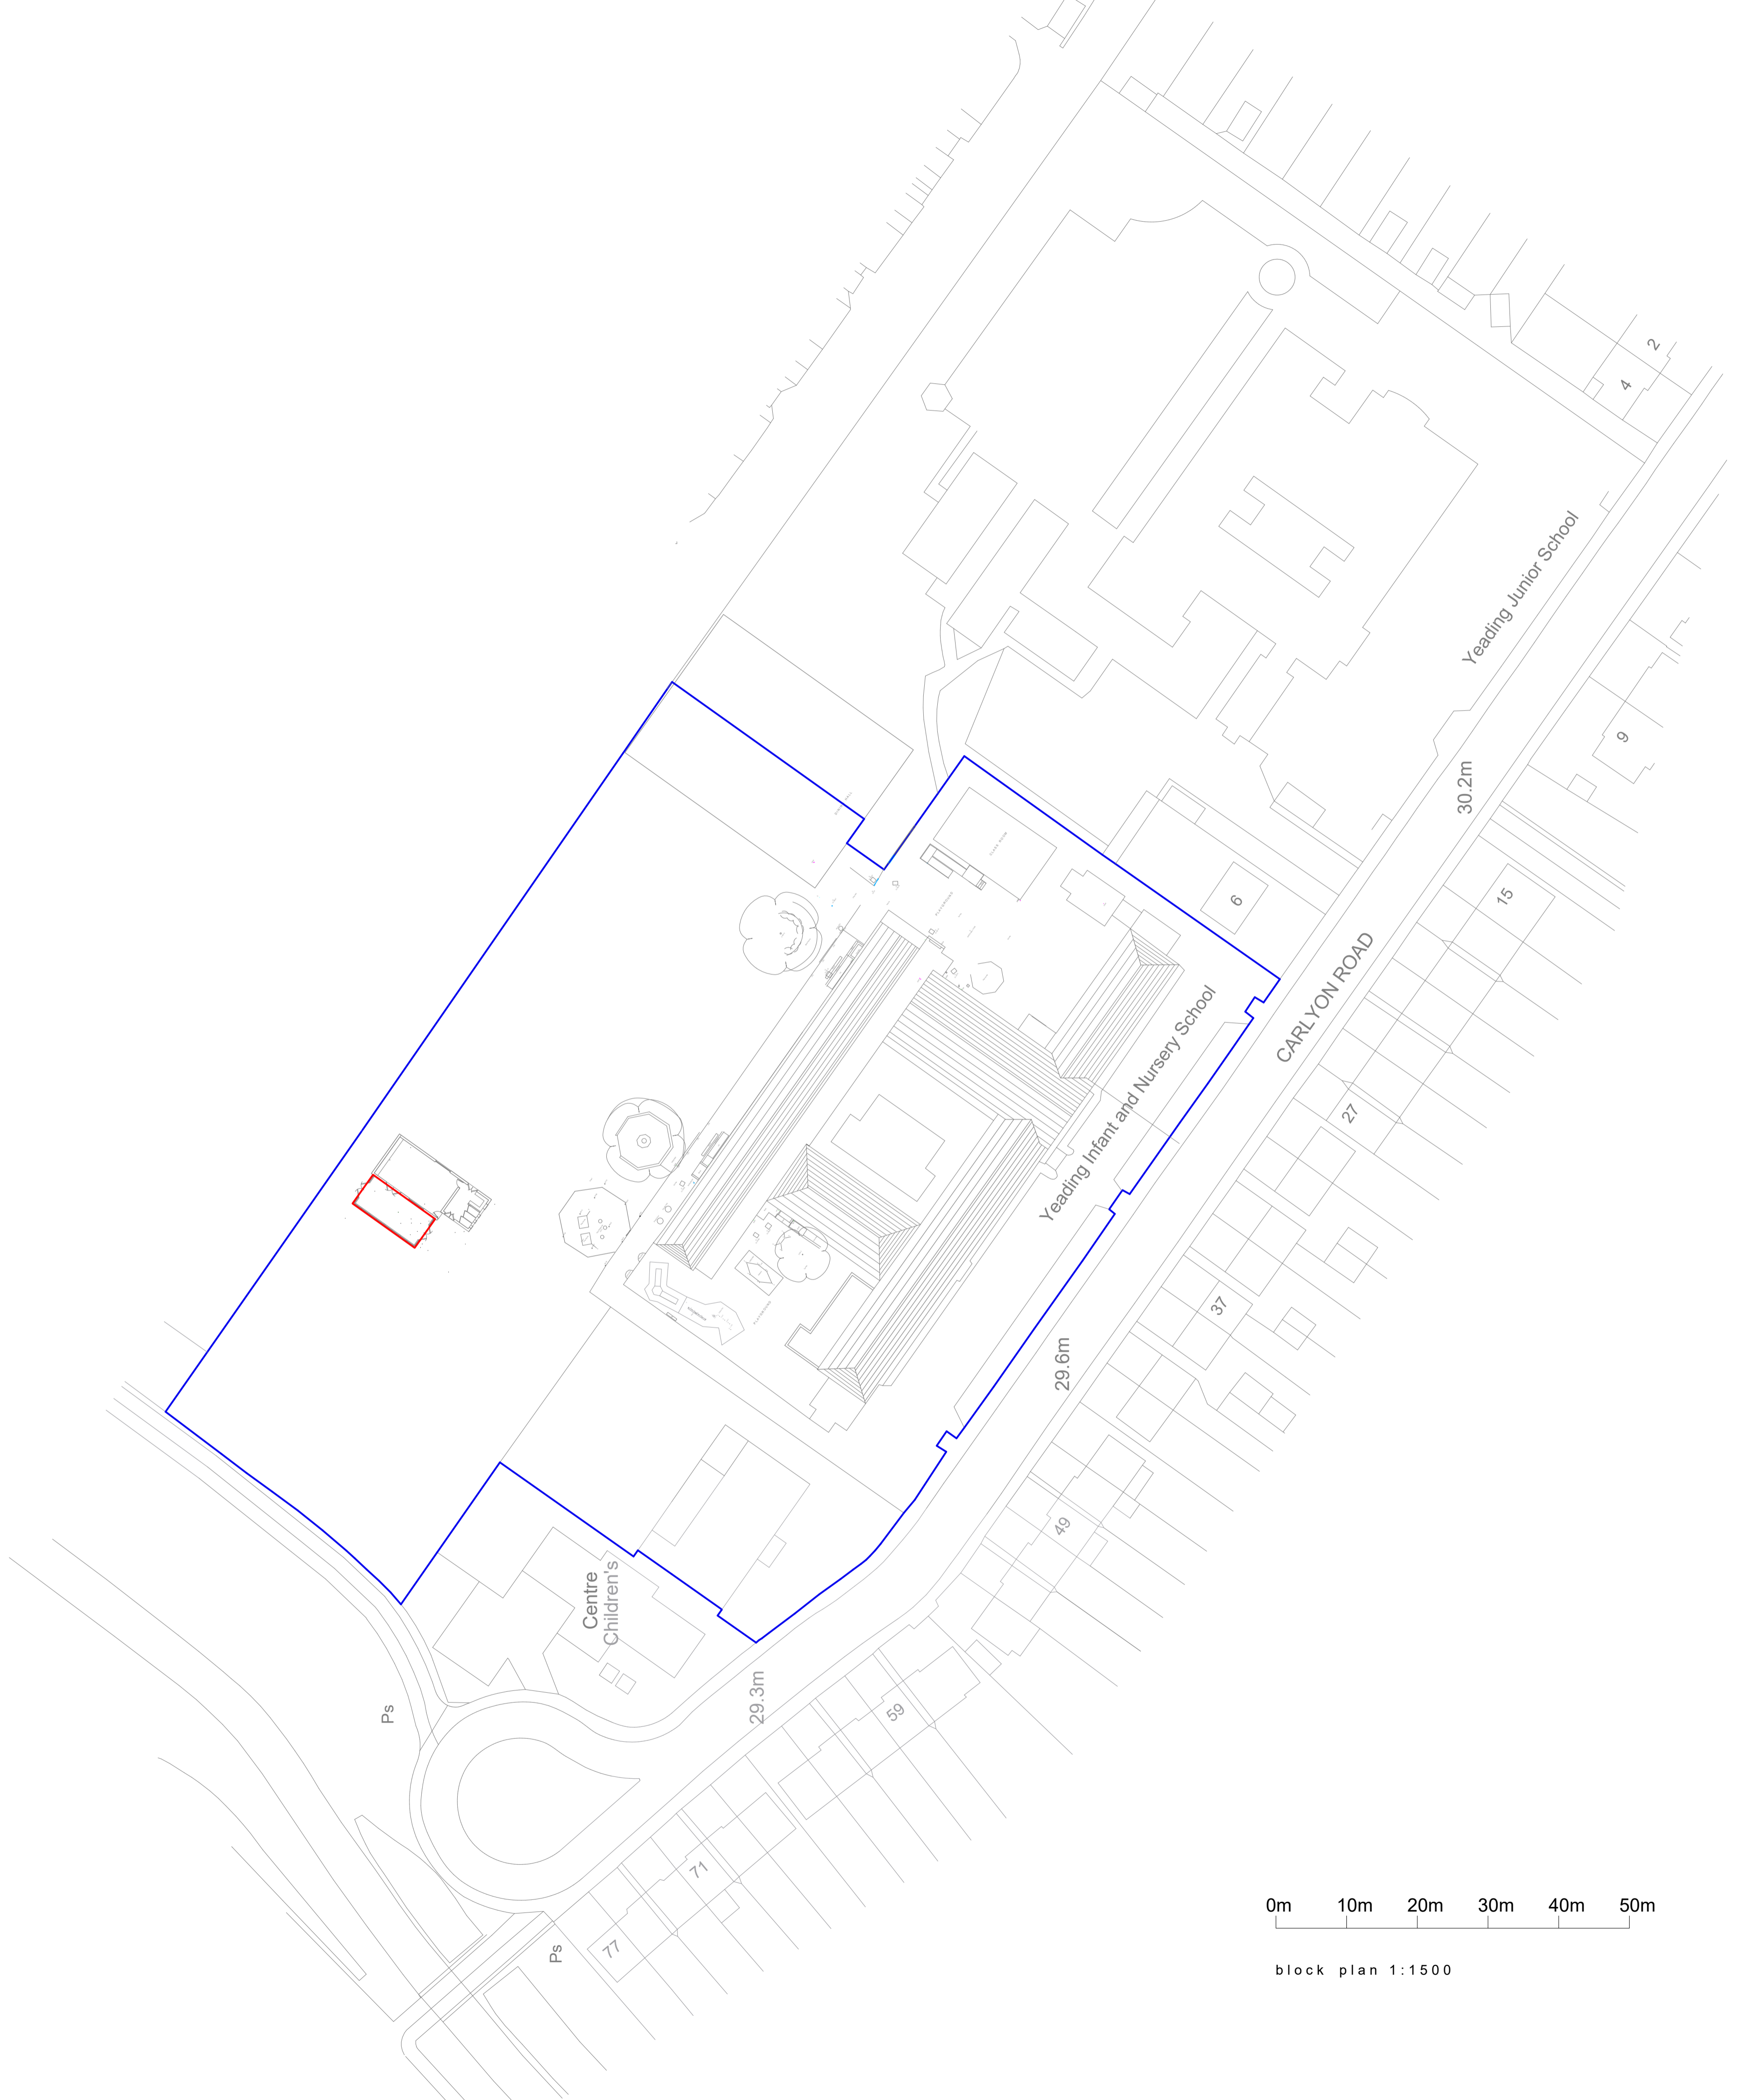 2
4
Yeading Junior School
9
30.2m
6
15
CARLYON ROAD
Yeading Infant and Nursery School
27
37
29.6m
49
Centre
Children's
29.3m
59
Ps
71
77
Ps
0m 10m 20m 30m 40m 50m
block plan 1:1500